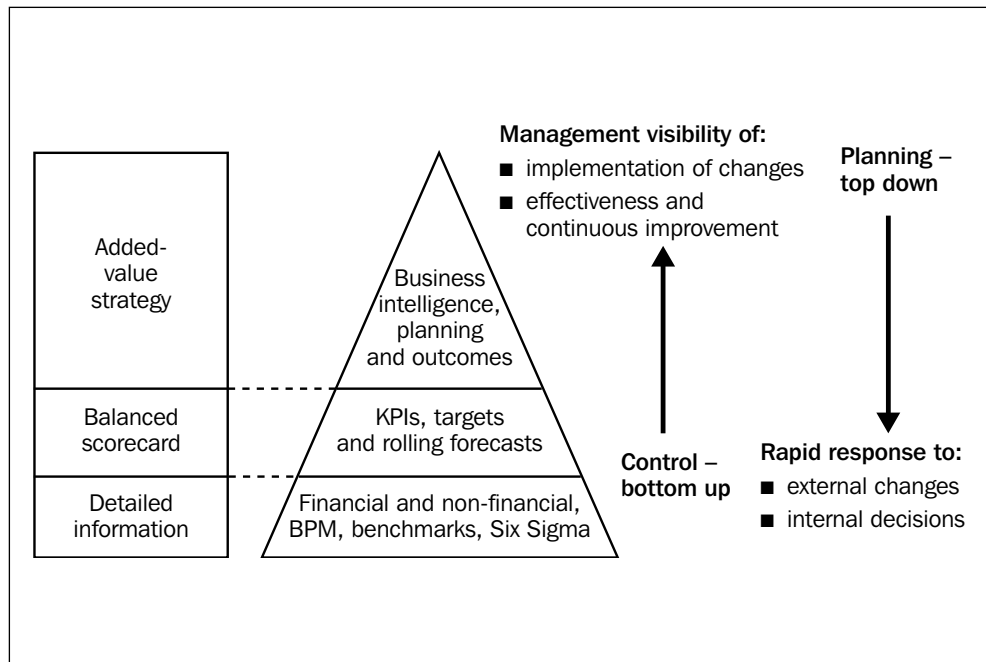 Added-
value
strategy
Balanced
scorecard
Detailed
information
Business
intelligence,
planning
and outcomes
KPIs, targets
and rolling forecasts
Financial and non-financial,
BPM, benchmarks, Six Sigma
Management visibility of:
■ implementation of changes
■ effectiveness and
continuous improvement
Control –
bottom up
Planning –
top down
Rapid response to:
■ external changes
■ internal decisions